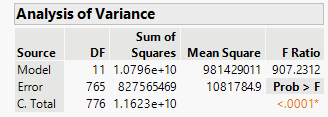 Analysis of Variance
Sum of
Source DF Squares Mean Square F Ratio
Model 11 1.0796e+10 981429011 907.2312
Error 765 827565469 1081784.9 Prob > F
C. Total 776 1.1623e+10 <.0001*